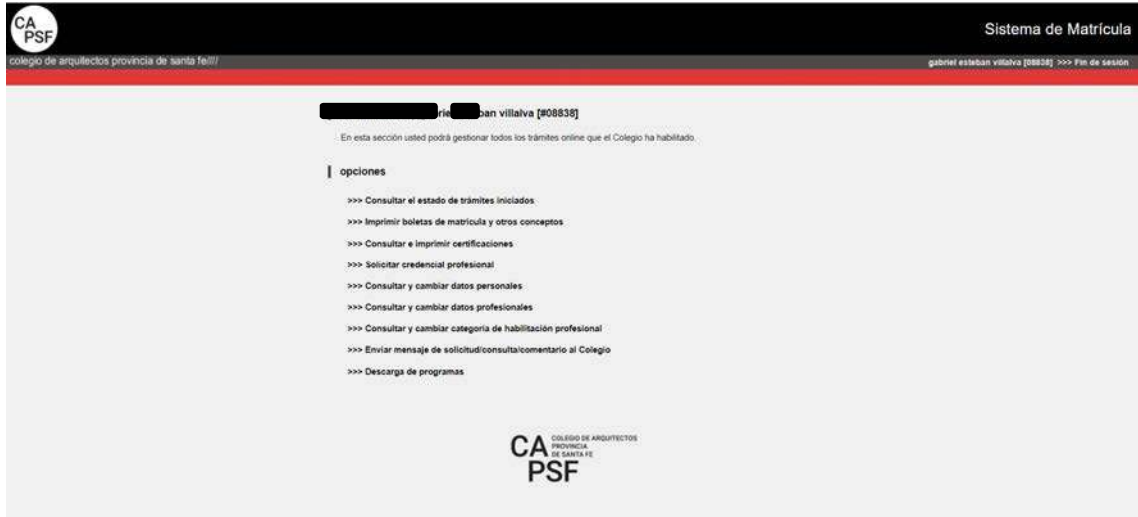 CA
PSF
Sistema de Matrícula
colegio de arquitectos provincia de santa fe////
gabriel esteban villalva [08838] >>> Fin de sesión
villalva [#08838]
En esta sección usted podrá gestionar todos los trámites online que el Colegio ha habilitado.
opciones
>>> Consultar el estado de trámites iniciados
>>> Imprimir boletas de matrícula y otros conceptos
>>> Consultar e imprimir certificaciones
>>> Solicitar credencial profesional
>>> Consultar y cambiar datos personales
>>> Consultar y cambiar datos profesionales
>>> Consultar y cambiar categoría de habilitación profesional
>>> Enviar mensaje de solicitud/consulta/comentario al Colegio
>>> Descarga de programas
CA
PSF
COLEGIO DE ARQUITECTOS
PROVINCIA
DE SANTA FE